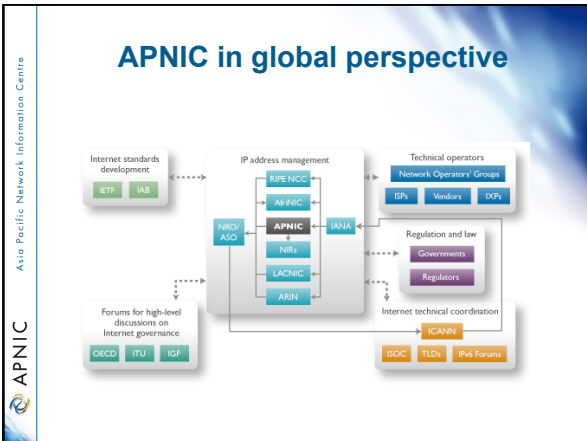 APNIC in global perspective
Asia Pacific Network Information Centre
APNIC
Internet standards
development
IETF
IAB
IP address management
RIPE NCC
AfriNIC
NRO/
ASO
APNIC
IANA
NIRs
LACNIC
ARIN
Technical operators
Network Operators' Groups
ISPs
Vendors
IXPs
Regulation and law
Governments
Regulators
Forums for high-level
discussions on
Internet governance
OECD
ITU
IGF
Internet technical coordination
ICANN
ISOC
TLDs
IPv6 Forums